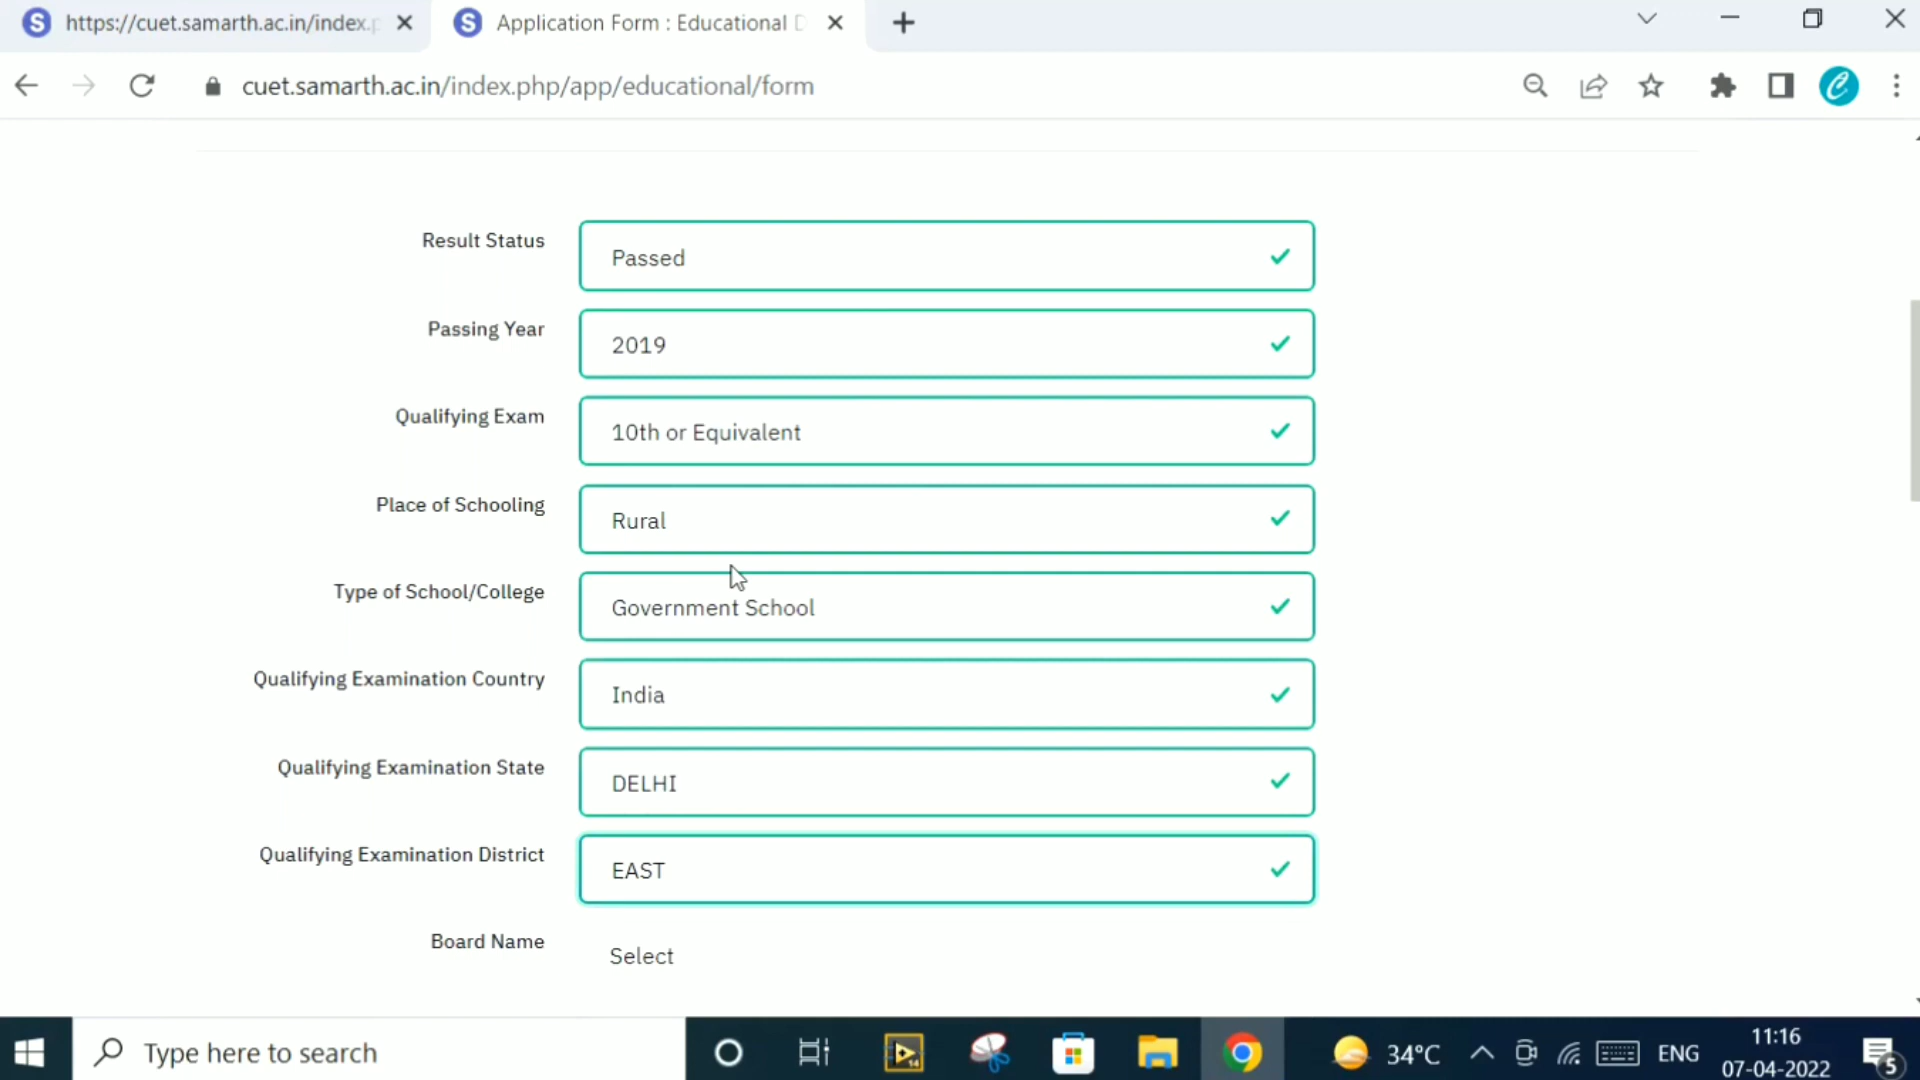 https://cuet.samarth.ac.in/index.p
Application Form : Educational D
cuet.samarth.ac.in/index.php/app/educational/form
Result Status
Passed
Passing Year
2019
Qualifying Exam
10th or Equivalent
Place of Schooling
Rural
Type of School/College
Government School
Qualifying Examination Country
India
Qualifying Examination State
DELHI
Qualifying Examination District
EAST
Board Name
Select
Type here to search
34°C
ENG
11:16
07-04-2022
5